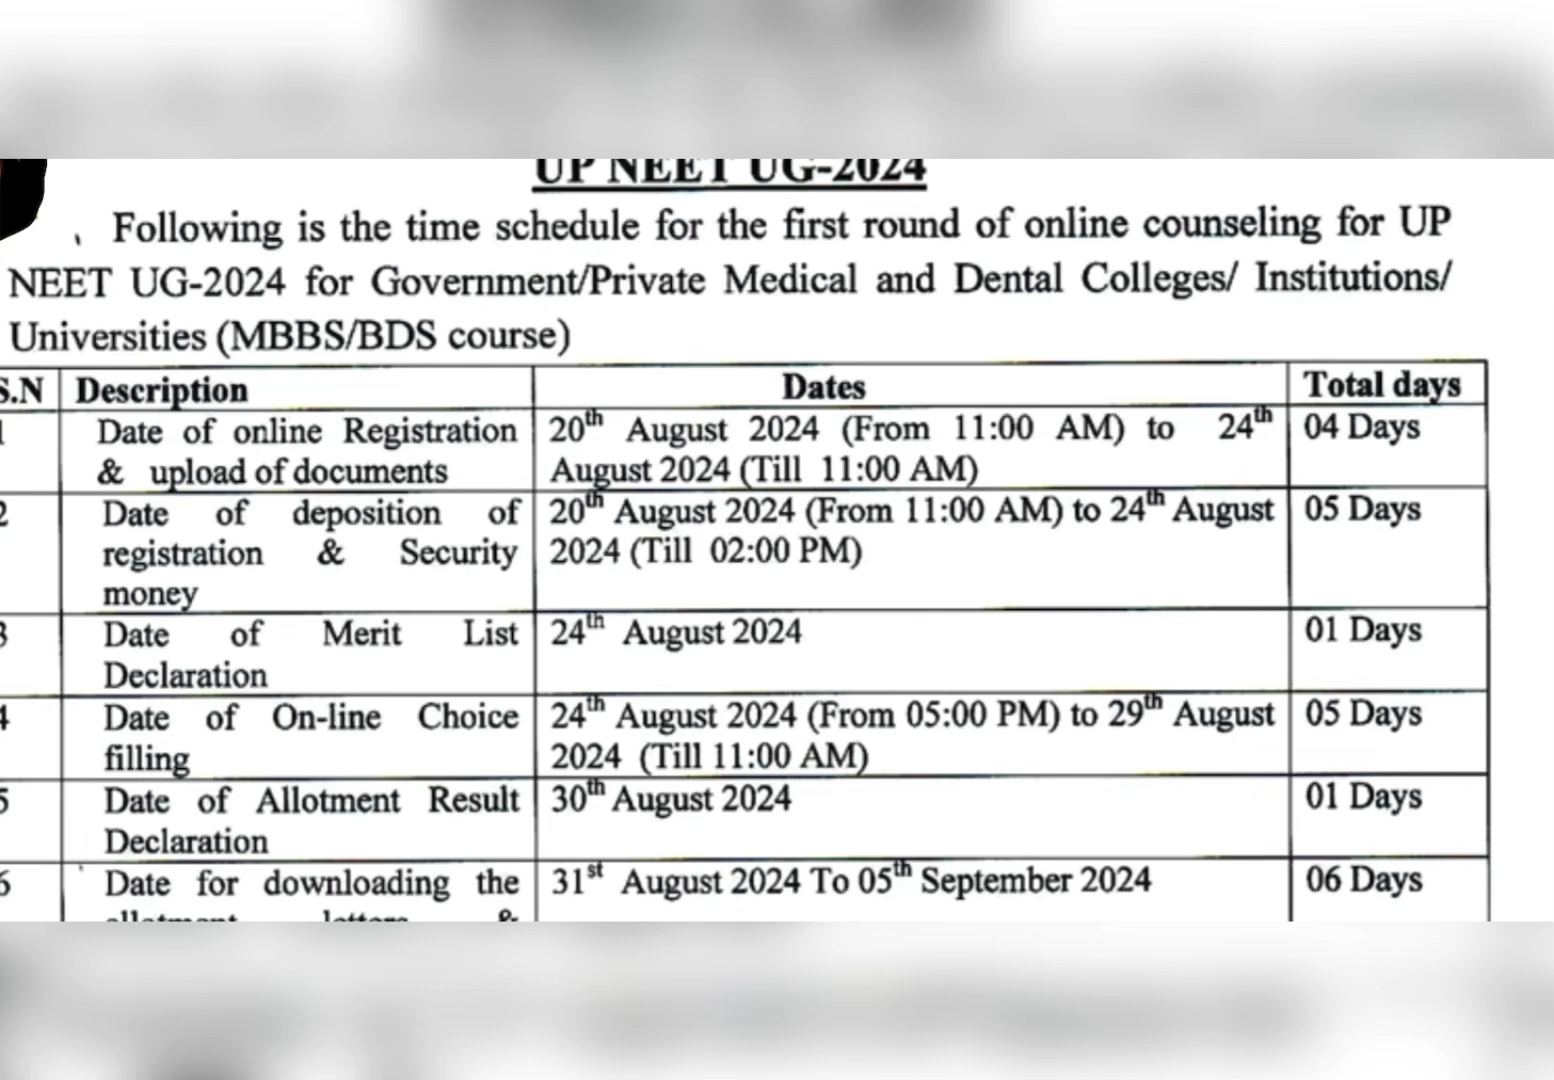 UP NEET UG-2024
Following is the time schedule for the first round of online counseling for UP
NEET UG-2024 for Government/Private Medical and Dental Colleges/ Institutions/
Universities (MBBS/BDS course)
S.N Description Dates Total days
1 Date of online Registration 20th August 2024 (From 11:00 AM) to 24th 04 Days
& upload of documents August 2024 (Till 11:00 AM)
2 Date of deposition of 20th August 2024 (From 11:00 AM) to 24th August 05 Days
registration & Security 2024 (Till 02:00 PM)
money
3 Date of Merit List 24th August 2024 01 Days
Declaration
4 Date of On-line Choice 24th August 2024 (From 05:00 PM) to 29th August 05 Days
filling 2024 (Till 11:00 AM)
5 Date of Allotment Result 30th August 2024 01 Days
Declaration
6 Date for downloading the 31st August 2024 To 05th September 2024 06 Days
allotment letters &